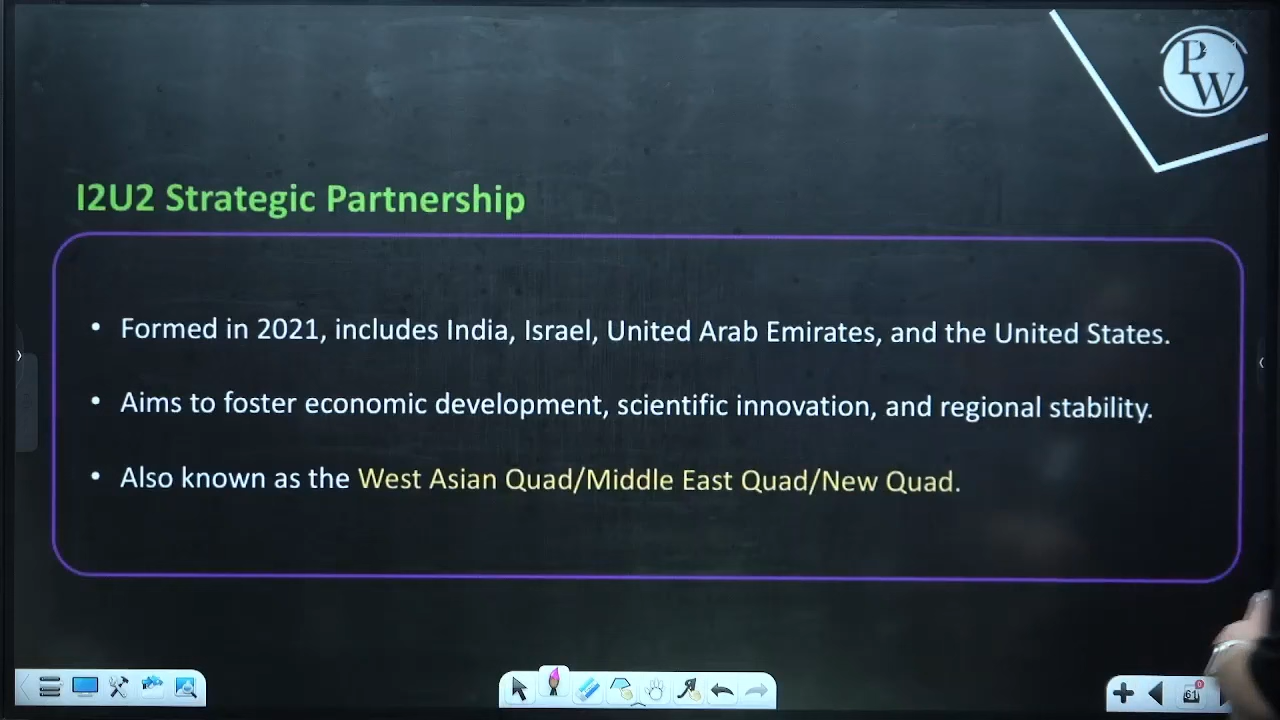 PW
I2U2 Strategic Partnership
• Formed in 2021, includes India, Israel, United Arab Emirates, and the United States.
• Aims to foster economic development, scientific innovation, and regional stability.
• Also known as the West Asian Quad/Middle East Quad/New Quad.
61